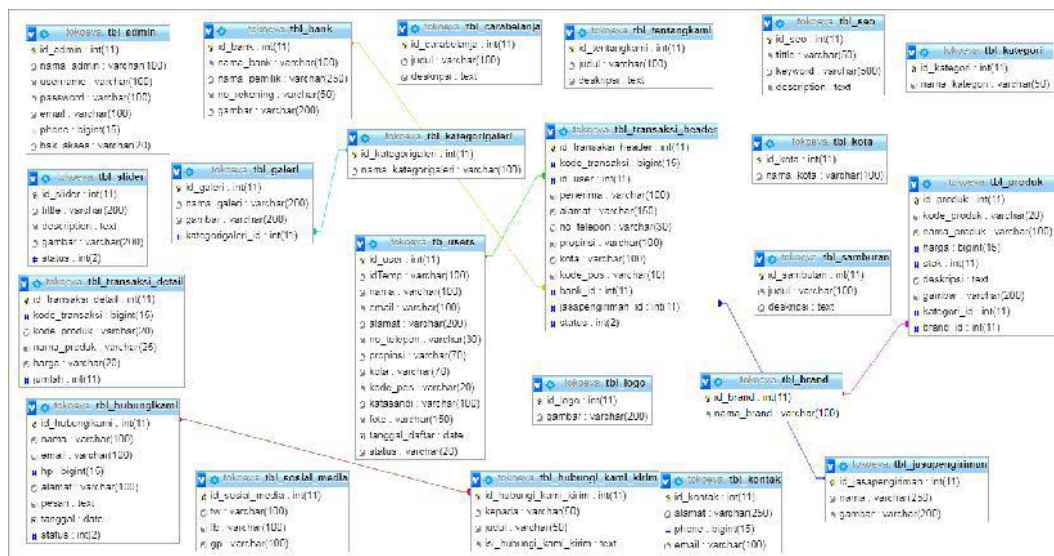 tokoeva tbl_admin
id_admin : int(11)
nama_admin : varchar(100)
username : varchar(100)
password : varchar(100)
email : varchar(100)
phone : bigint(15)
hak_akses : varchar(20)
tokoeva tbl_bank
id_bank : int(11)
nama_bank : varchar(100)
nama_pemilik : varchar(250)
no_rekening : varchar(50)
gambar : varchar(200)
tokoeva tbl_carabelanja
id_carabelanja : int(11)
judul : varchar(100)
deskripsi : text
tokoeva tbl_tentangkami
id_tentangkami : int(11)
judul : varchar(100)
deskripsi : text
tokoeva tbl_seo
id_seo : int(11)
tittle : varchar(50)
keyword : varchar(500)
description : text
tokoeva tbl_kategori
id_kategori : int(11)
nama_kategori : varchar(50)
tokoeva tbl_slider
id_slider : int(11)
tittle : varchar(200)
description : text
gambar : varchar(200)
status : int(2)
tokoeva tbl_galeri
id_galeri : int(11)
nama_galeri : varchar(200)
gambar : varchar(200)
kategorigaleri_id : int(11)
tokoeva tbl_kategorigaleri
id_kategorigaleri : int(11)
nama_kategorigaleri : varchar(100)
tokoeva tbl_transaksi_header
id_transaksi_header : int(11)
kode_transaksi : bigint(15)
id_user : int(11)
penerima : varchar(100)
alamat : varchar(150)
no_telepon : varchar(30)
propinsi : varchar(100)
kota : varchar(100)
kode_pos : varchar(10)
bank_id : int(11)
jasapengiriman_id : int(11)
status : int(2)
tokoeva tbl_kota
id_kota : int(11)
nama_kota : varchar(100)
tokoeva tbl_produk
id_produk : int(11)
kode_produk : varchar(20)
nama_produk : varchar(100)
harga : bigint(15)
stok : int(11)
deskripsi : text
gambar : varchar(200)
kategori_id : int(11)
brand_id : int(11)
tokoeva tb_users
id_user : int(11)
idTemp : varchar(100)
nama : varchar(100)
email : varchar(100)
alamat : varchar(200)
no_telepon : varchar(30)
propinsi : varchar(70)
kota : varchar(70)
kode_pos : varchar(20)
katasandi : varchar(100)
foto : varchar(150)
tanggal_daftar : date
status : varchar(20)
tokoeva tbl_sambutan
id_sambutan : int(11)
judul : varchar(100)
deskripsi : text
tokoeva tbl_transaksi_detail
id_transaksi_detail : int(11)
kode_transaksi : bigint(15)
kode_produk : varchar(20)
nama_produk : varchar(25)
harga : varchar(20)
jumlah : int(11)
tokoeva tbl_logo
id_logo : int(11)
gambar : varchar(200)
tokoeva tbl_brand
id_brand : int(11)
nama_brand : varchar(100)
tokoeva tbl_hubungikami
id_hubungikami : int(11)
nama : varchar(100)
email : varchar(100)
hp : bigint(15)
alamat : varchar(100)
pesan : text
tanggal : date
status : int(2)
tokoeva tbl_sosial_media
id_sosial_media : int(11)
tw : varchar(100)
fb : varchar(100)
gp : varchar(100)
tokoeva tbl_hubungi_kami_kirim
id_hubungi_kami_kirim : int(11)
kepada : varchar(50)
judul : varchar(50)
isi_hubungi_kami_kirim : text
tokoeva tbl_kontak
id_kontak : int(11)
alamat : varchar(250)
phone : bigint(15)
email : varchar(100)
tokoeva tbl_jasapengiriman
id_jasapengiriman : int(11)
nama : varchar(250)
gambar : varchar(200)